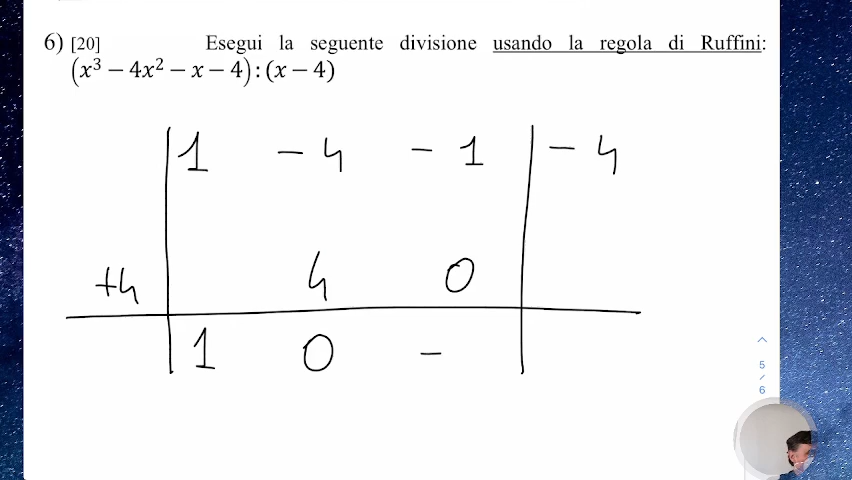 6) [20] Esegui la seguente divisione usando la regola di Ruffini:
(x³ – 4x² – x – 4) : (x – 4)
1 – 4 – 1 – 4
+4 4 0
1 0 –
5
/
6